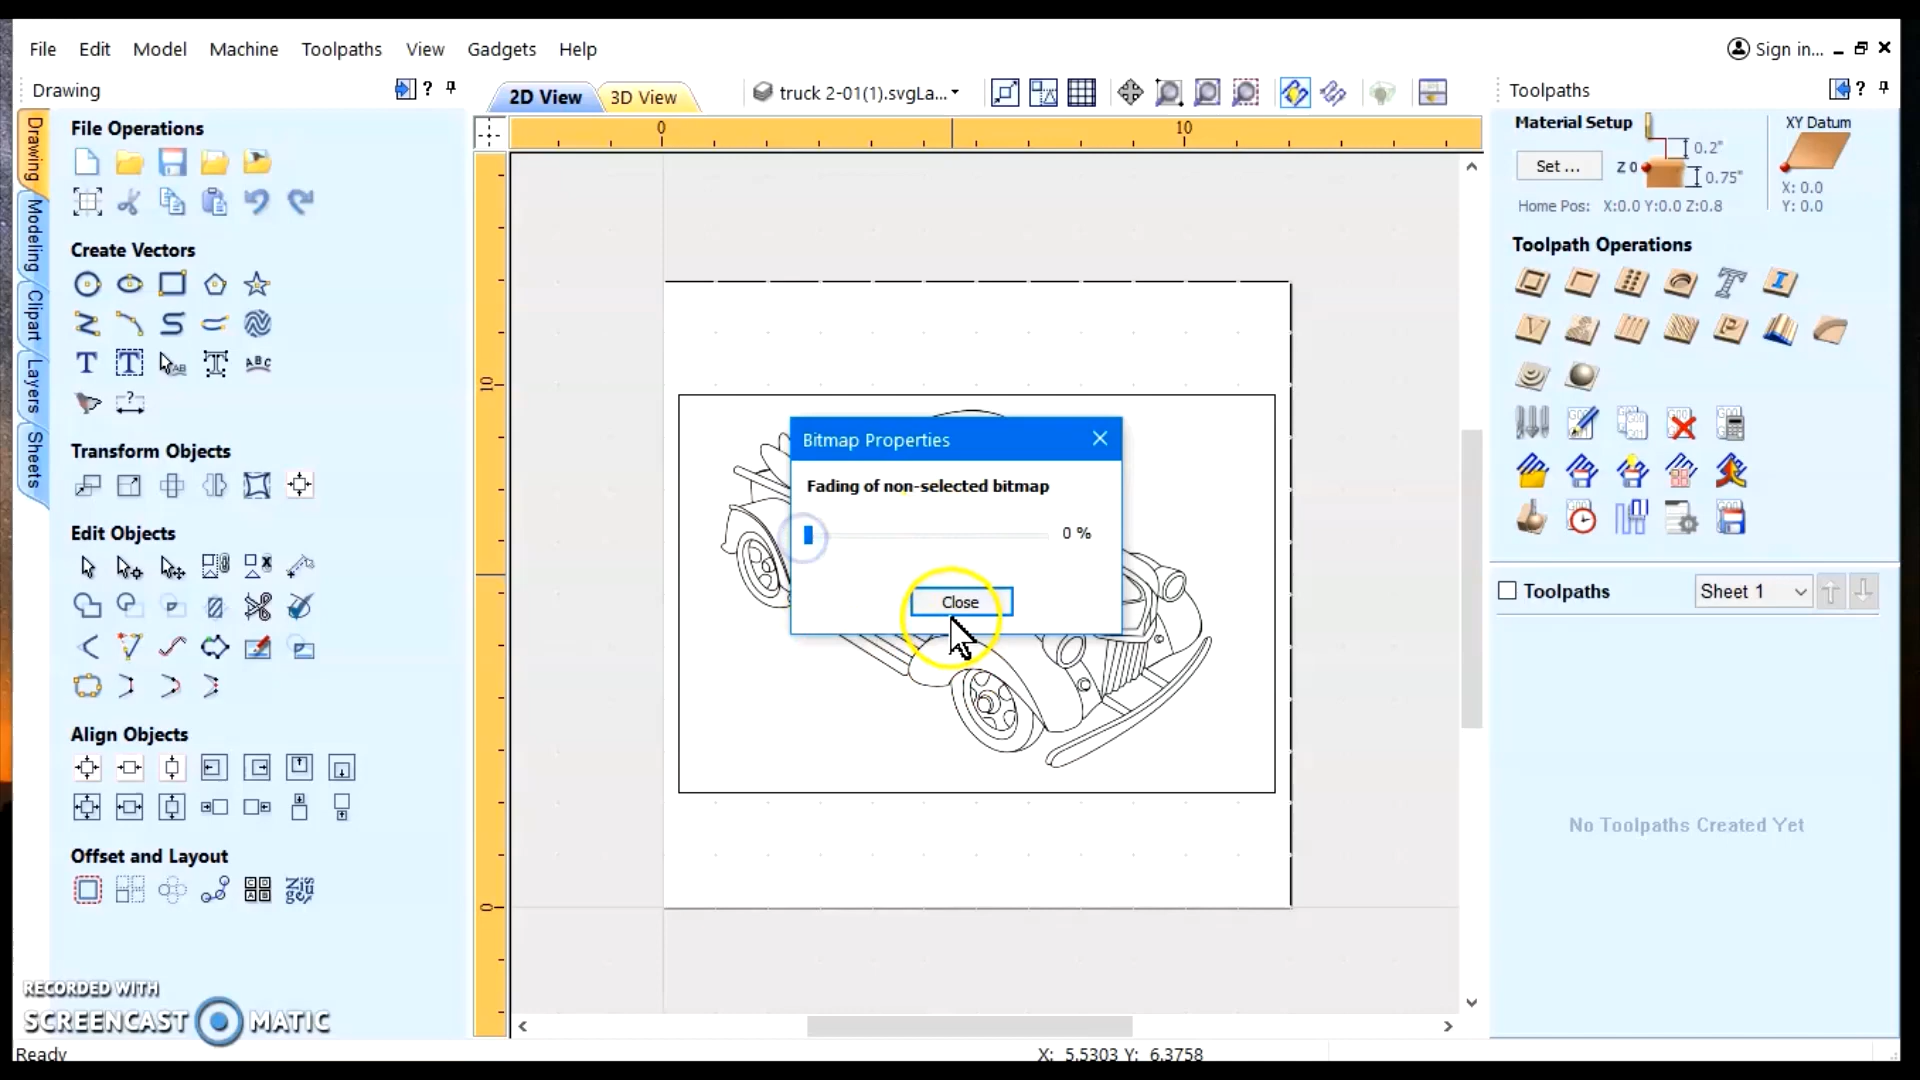 File Edit Model Machine Toolpaths View Gadgets Help
Sign in...
Drawing
2D View
3D View
truck 2-01(1).svgLa...
Toolpaths
Drawing
Modeling
Clipart
Layers
Sheets
File Operations
Create Vectors
Transform Objects
Edit Objects
Align Objects
Offset and Layout
0
10
10
0
Bitmap Properties
Fading of non-selected bitmap
0 %
Close
Material Setup
Set ...
Z 0
0.2"
0.75"
XY Datum
X: 0.0
Y: 0.0
Home Pos: X:0.0 Y:0.0 Z:0.8
Toolpath Operations
Toolpaths
Sheet 1
No Toolpaths Created Yet
RECORDED WITH
SCREENCAST MATIC
Ready
X: 5.5303 Y: 6.3758